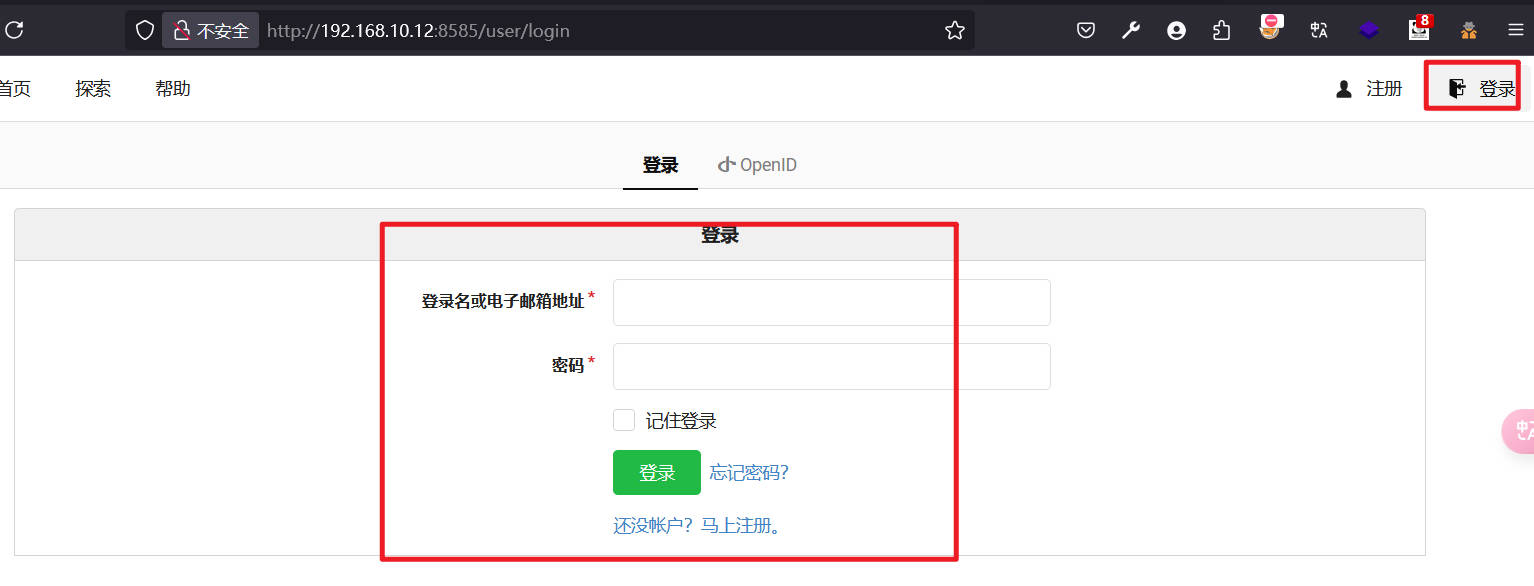 不安全 http://192.168.10.12:8585/user/login 8
首页 探索 帮助 注册 登录
登录 OpenID
登录
登录名或电子邮箱地址 *
密码 *
记住登录
登录 忘记密码?
还没帐户? 马上注册。